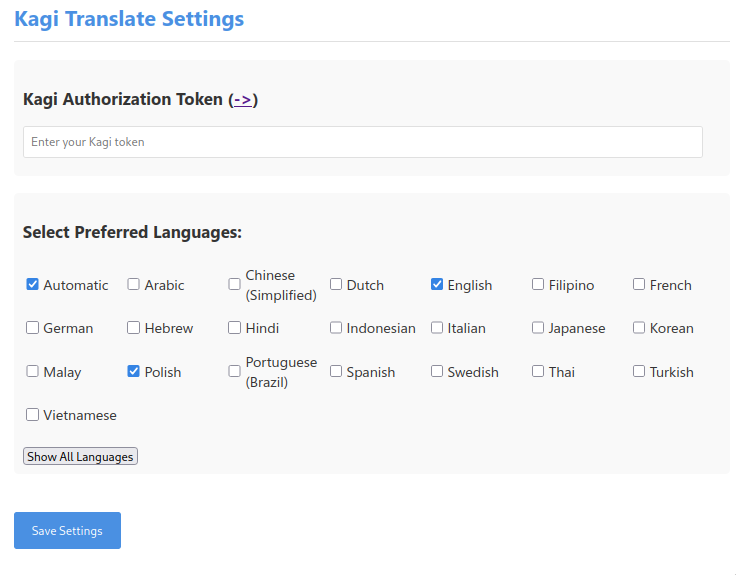 Kagi Translate Settings
Kagi Authorization Token (->)
Enter your Kagi token
Select Preferred Languages:
Automatic
Arabic
Chinese
(Simplified)
Dutch
English
Filipino
French
German
Hebrew
Hindi
Indonesian
Italian
Japanese
Korean
Malay
Polish
Portuguese
(Brazil)
Spanish
Swedish
Thai
Turkish
Vietnamese
Show All Languages
Save Settings